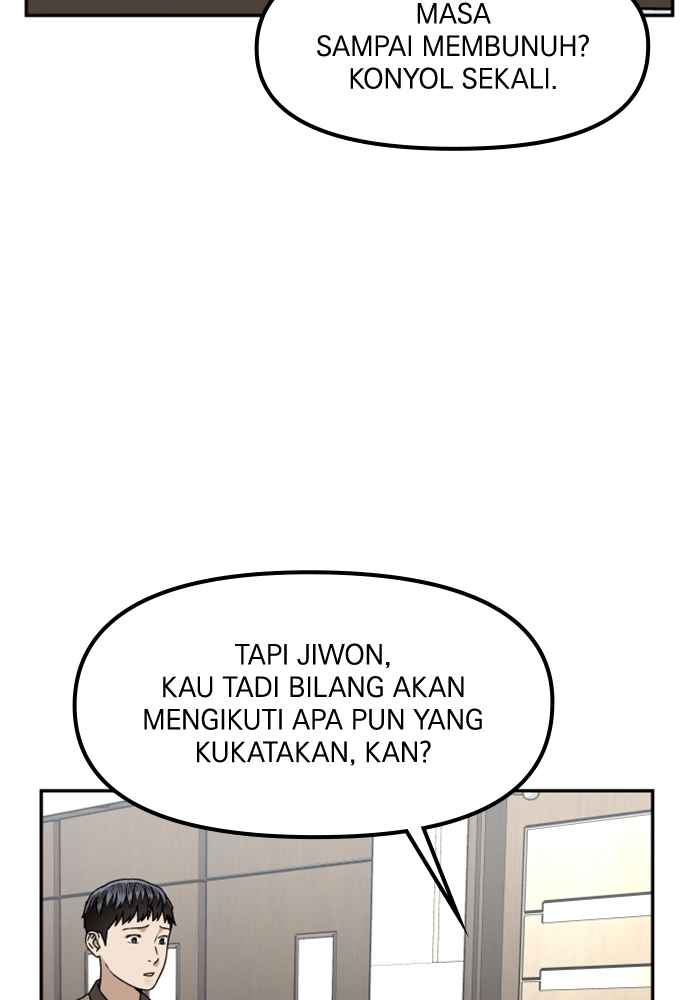 MASA
SAMPAI MEMBUNUH?
KONYOL SEKALI.
TAPI JIWON,
KAU TADI BILANG AKAN
MENGIKUTI APA PUN YANG
KUKATAKAN, KAN?